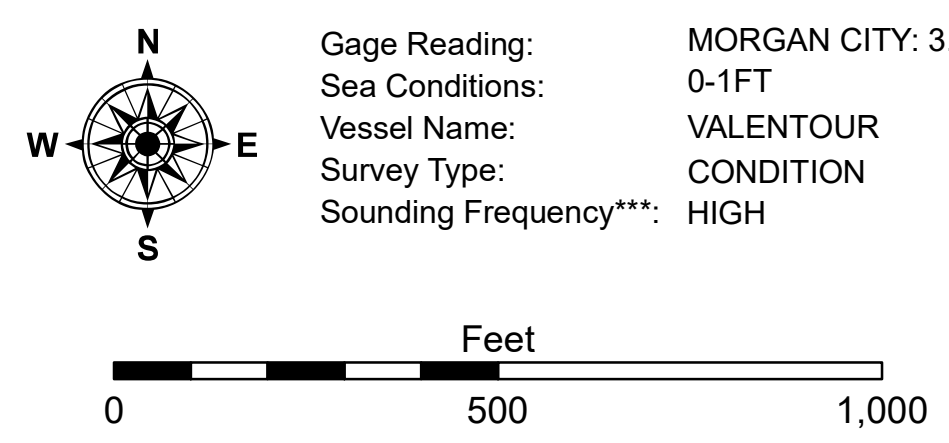 N
W E
S
Gage Reading: MORGAN CITY: 3.
Sea Conditions: 0-1FT
Vessel Name: VALENTOUR
Survey Type: CONDITION
Sounding Frequency***: HIGH
Feet
0 500 1,000